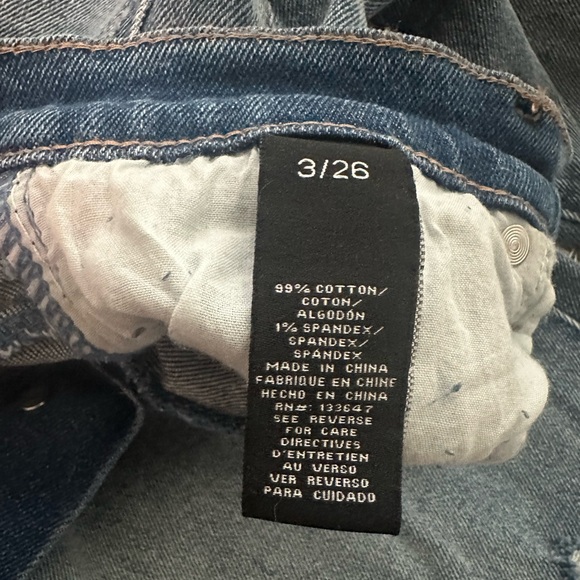 3/26
99% COTTON/
COTON/
ALGODÓN
1% SPANDEX/
SPANDEX/
SPANDEX
MADE IN CHINA
FABRIQUE EN CHINE
HECHO EN CHINA
RN#: 133647
SEE REVERSE
FOR CARE
DIRECTIVES
D'ENTRETIEN
AU VERSO
VER REVERSO
PARA CUIDADO